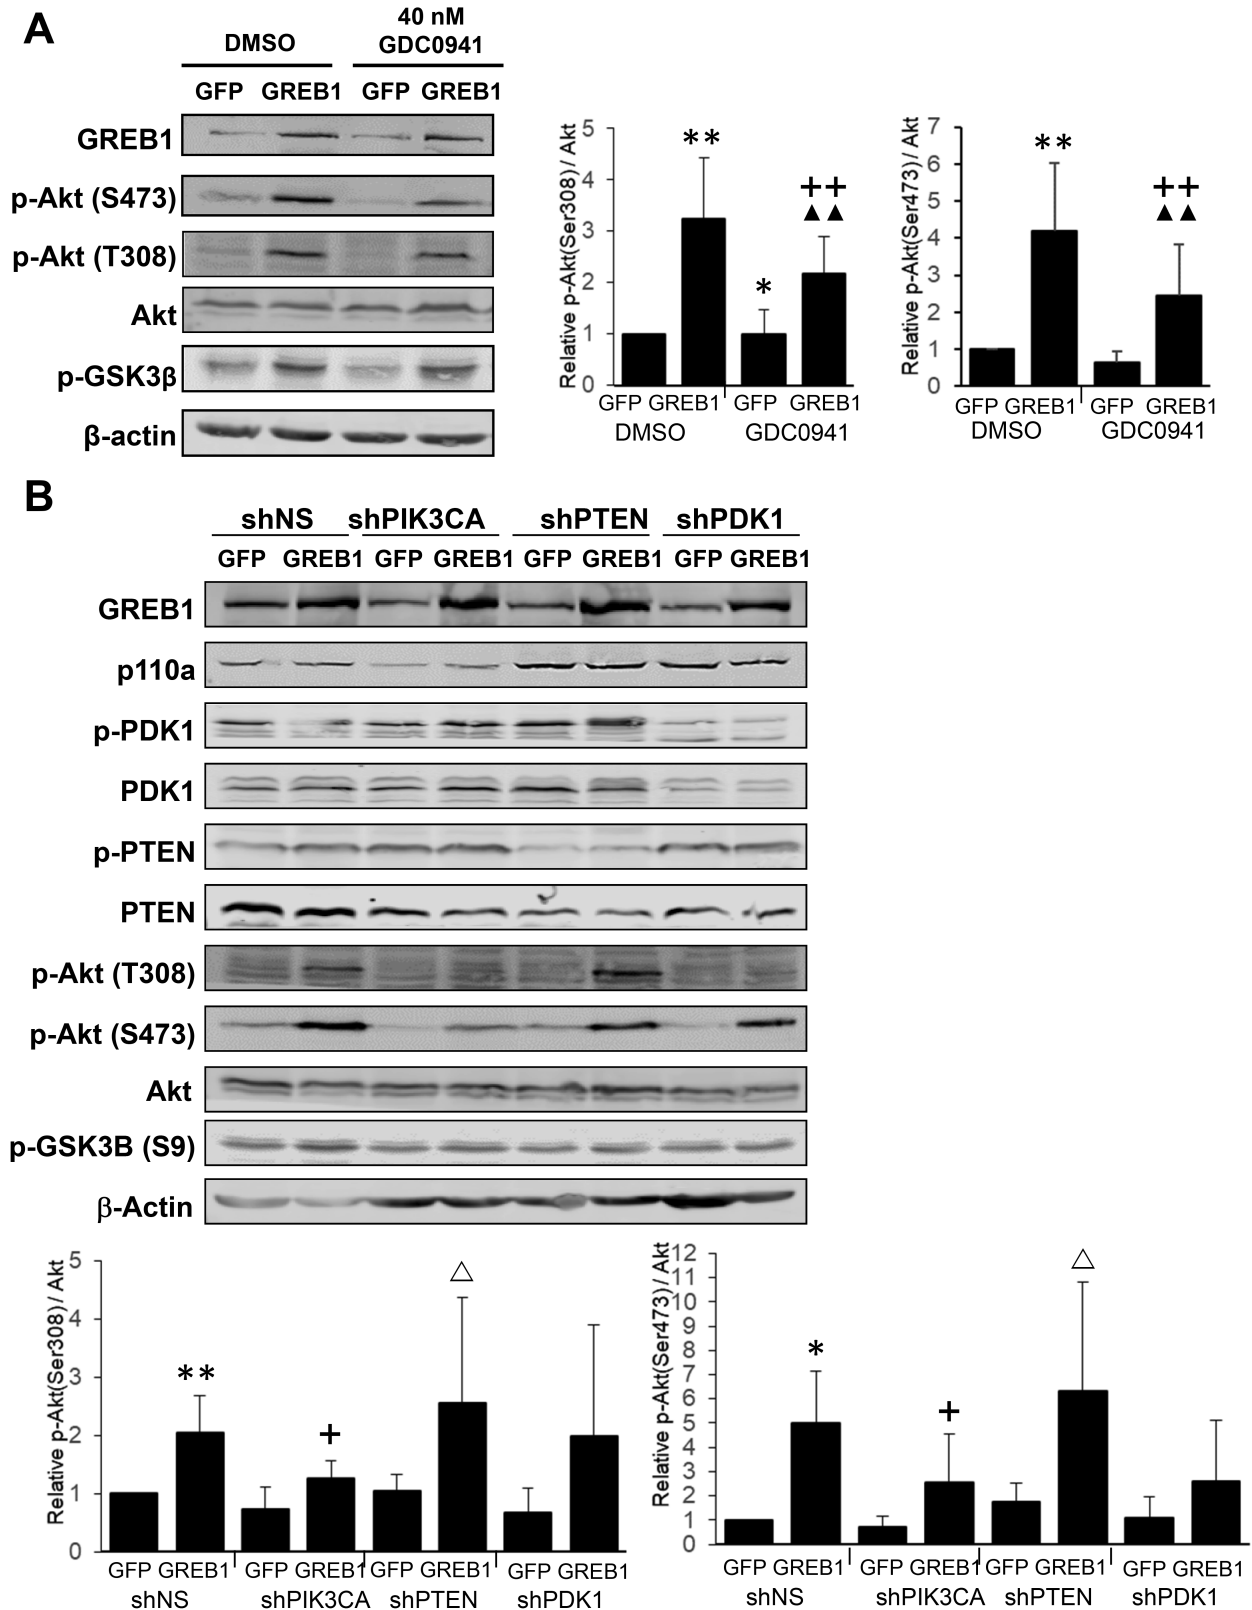 A
DMSO
40 nM
GDC0941
GFP GREB1 GFP GREB1
GREB1
p-Akt (S473)
p-Akt (T308)
Akt
p-GSK3β
β-actin
Relative p-Akt(Ser308) / Akt
5
4
3
2
1
0
**
*
++
▲▲
GFP GREB1 GFP GREB1
DMSO GDC0941
Relative p-Akt(Ser473) / Akt
7
6
5
4
3
2
1
0
**
++
▲▲
GFP GREB1 GFP GREB1
DMSO GDC0941
B
shNS shPIK3CA shPTEN shPDK1
GFP GREB1 GFP GREB1 GFP GREB1 GFP GREB1
GREB1
p110a
p-PDK1
PDK1
p-PTEN
PTEN
p-Akt (T308)
p-Akt (S473)
Akt
p-GSK3B (S9)
β-Actin
Relative p-Akt(Ser308) / Akt
5
4
3
2
1
0
**
+
△
GFP GREB1 GFP GREB1 GFP GREB1 GFP GREB1
shNS shPIK3CA shPTEN shPDK1
Relative p-Akt(Ser473) / Akt
12
11
10
9
8
7
6
5
4
3
2
1
0
*
+
△
GFP GREB1 GFP GREB1 GFP GREB1 GFP GREB1
shNS shPIK3CA shPTEN shPDK1